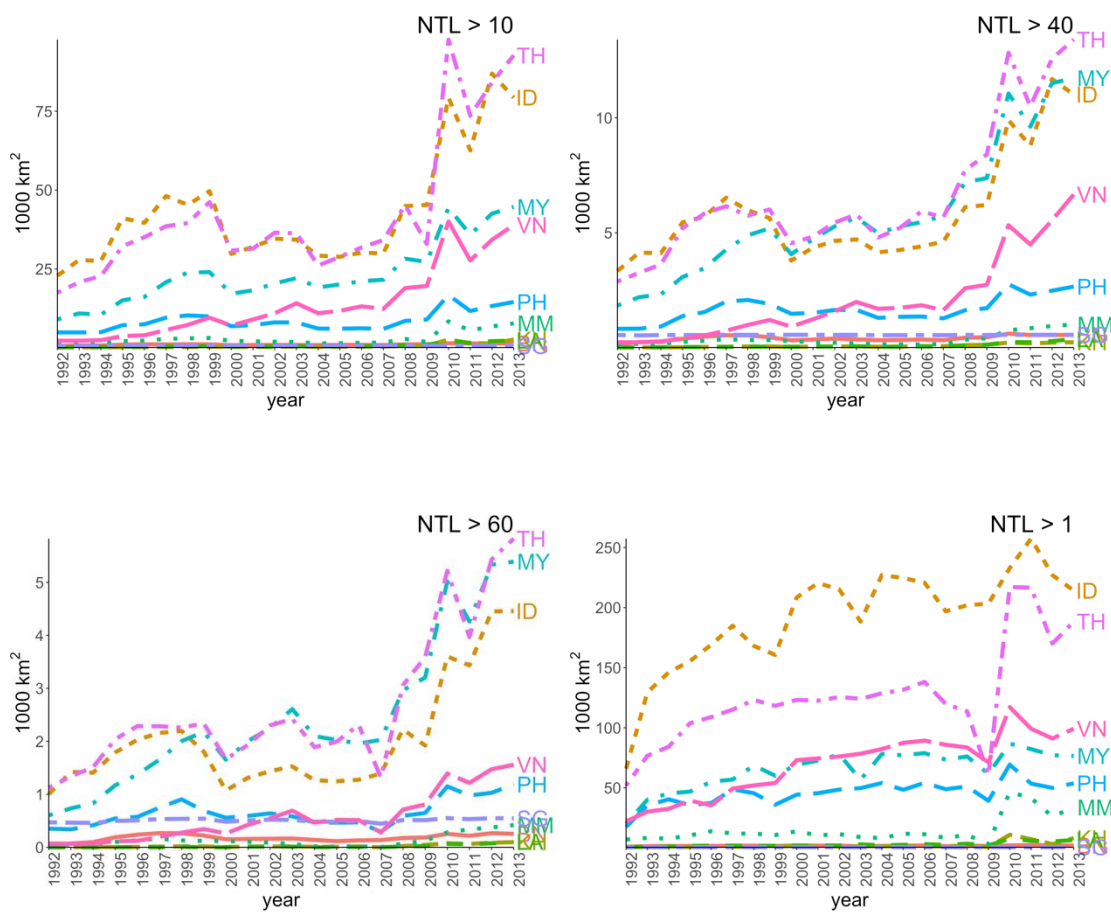 NTL > 10
TH
ID
MY
VN
PH
MM
SG
75
50
25
1000 km²
1992
1993
1994
1995
1996
1997
1998
1999
2000
2001
2002
2003
2004
2005
2006
2007
2008
2009
2010
2011
2012
2013
year
NTL > 40
TH
MY
ID
VN
PH
MM
10
5
1000 km²
1992
1993
1994
1995
1996
1997
1998
1999
2000
2001
2002
2003
2004
2005
2006
2007
2008
2009
2010
2011
2012
2013
year
NTL > 60
TH
MY
ID
VN
PH
SG
MM
5
4
3
2
1
0
1000 km²
1992
1993
1994
1995
1996
1997
1998
1999
2000
2001
2002
2003
2004
2005
2006
2007
2008
2009
2010
2011
2012
2013
year
NTL > 1
ID
TH
VN
MY
PH
MM
KH
SG
250
200
150
100
50
1000 km²
1992
1993
1994
1995
1996
1997
1998
1999
2000
2001
2002
2003
2004
2005
2006
2007
2008
2009
2010
2011
2012
2013
year